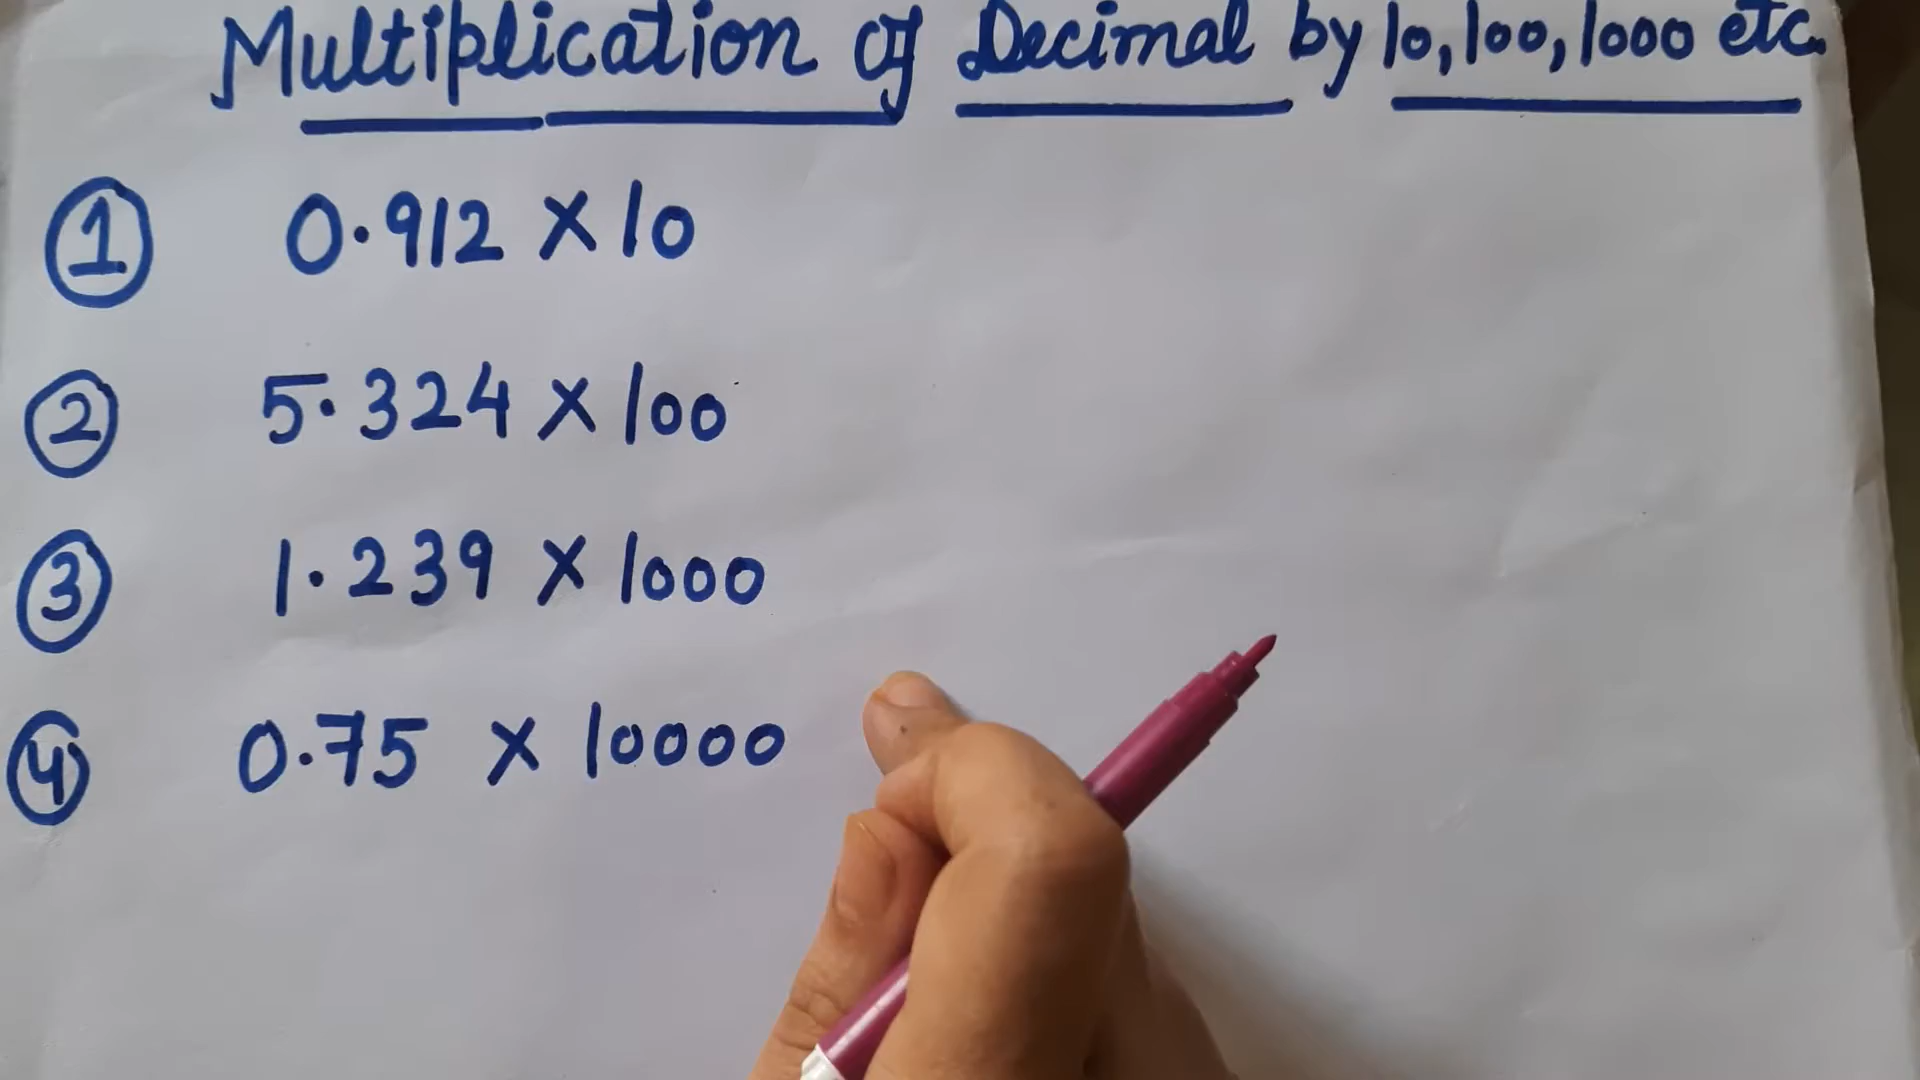 Multiplication of Decimal by 10, 100, 1000 etc.
① 0.912 × 10
② 5.324 × 100
③ 1.239 × 1000
④ 0.75 × 10000